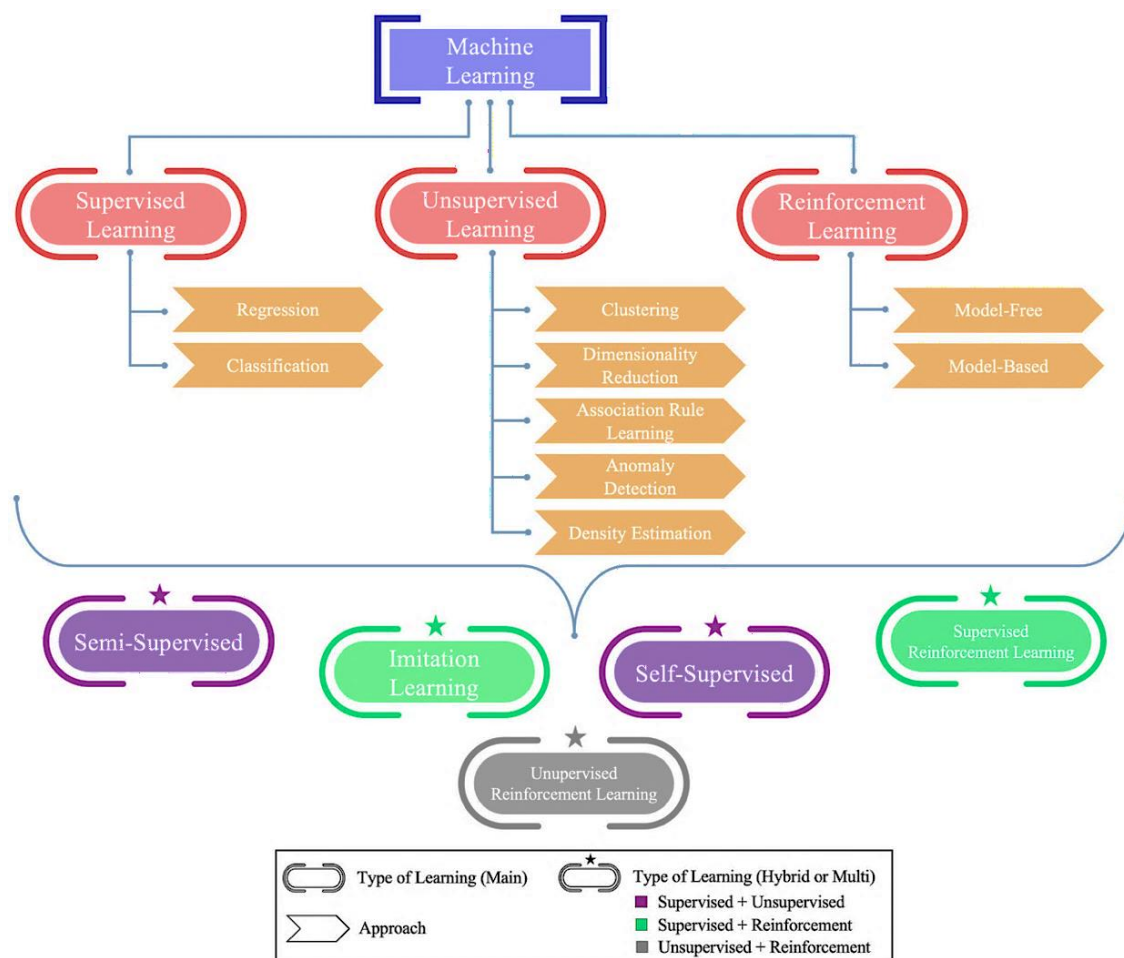 Machine
Learning
Supervised
Learning
Unsupervised
Learning
Reinforcement
Learning
Regression
Classification
Clustering
Dimensionality
Reduction
Association Rule
Learning
Anomaly
Detection
Density Estimation
Model-Free
Model-Based
Semi-Supervised
Imitation
Learning
Self-Supervised
Supervised
Reinforcement Learning
Unupervised
Reinforcement Learning
Type of Learning (Main)
Approach
Type of Learning (Hybrid or Multi)
Supervised + Unsupervised
Supervised + Reinforcement
Unsupervised + Reinforcement